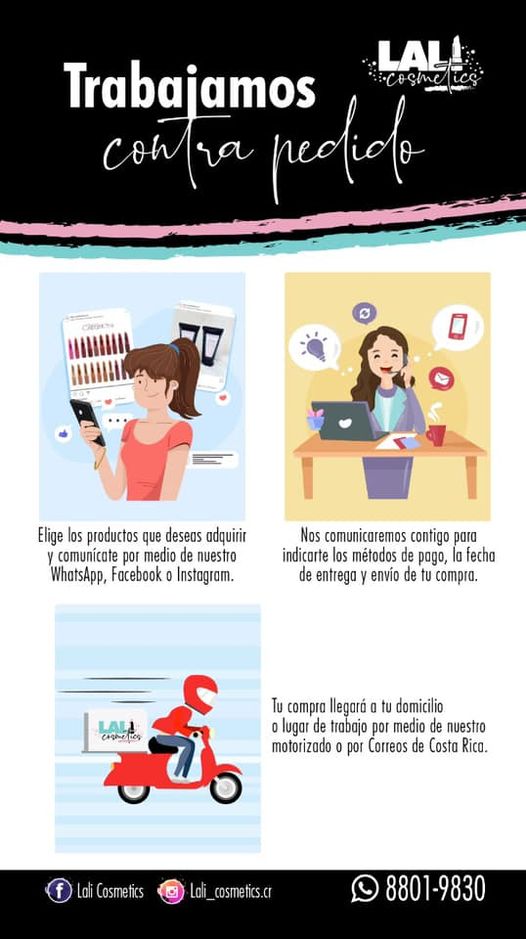 LALI
cosmetics
Trabajamos
contra pedido
Elige los productos que deseas adquirir
y comunícate por medio de nuestro
WhatsApp, Facebook o Instagram.
Nos comunicaremos contigo para
indicarte los métodos de pago, la fecha
de entrega y envío de tu compra.
LALI
cosmetics
Tu compra llegará a tu domicilio
o lugar de trabajo por medio de nuestro
motorizado o por Correos de Costa Rica.
Lali Cosmetics
Lali_cosmetics.cr
8801-9830